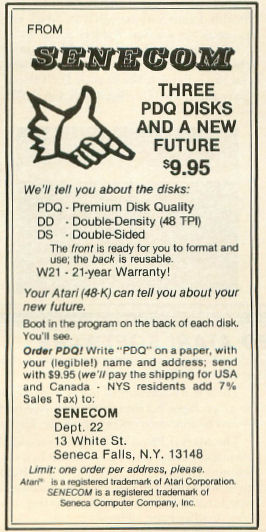 FROM
SENECOM
THREE
PDQ DISKS
AND A NEW
FUTURE
$9.95
We'll tell you about the disks:
PDQ - Premium Disk Quality
DD - Double-Density (48 TPI)
DS - Double-Sided
The front is ready for you to format and
use; the back is reusable.
W21 - 21-year Warranty!
Your Atari (48-K) can tell you about your
new future.
Boot in the program on the back of each disk.
You'll see.
Order PDQ! Write "PDQ" on a paper, with
your (legible!) name and address; send
with $9.95 (we'll pay the shipping for USA
and Canada - NYS residents add 7%
Sales Tax) to:
SENECOM
Dept. 22
13 White St.
Seneca Falls, N.Y. 13148
Limit: one order per address, please.
Atari® is a registered trademark of Atari Corporation.
SENECOM is a registered trademark of
Seneca Computer Company, Inc.